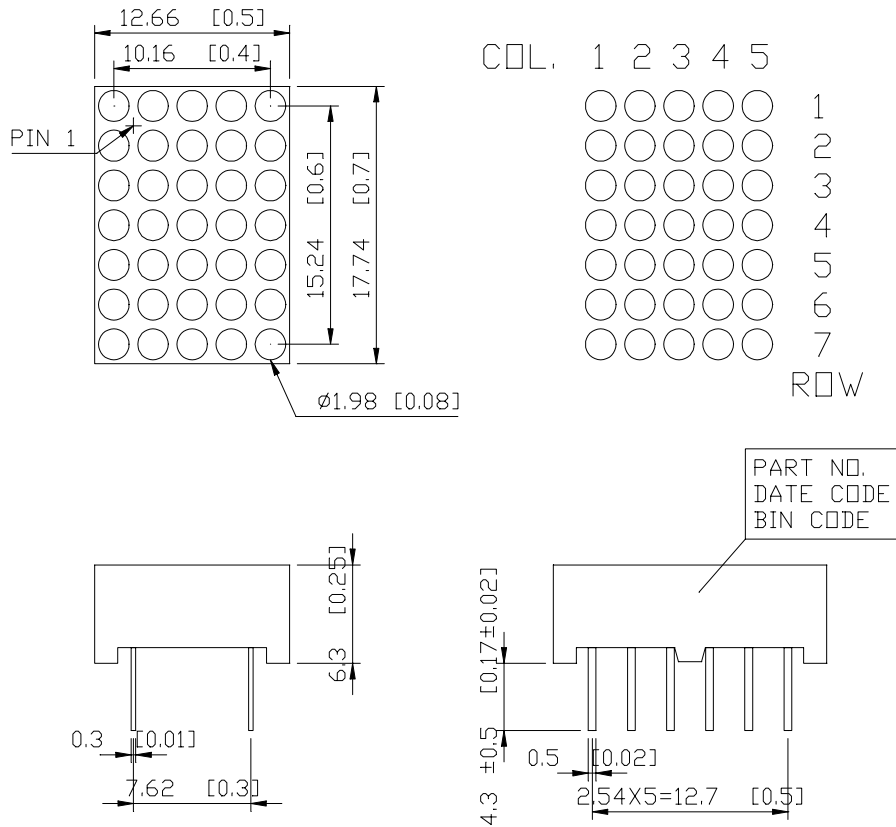 12.66 [0.5]
10.16 [0.4]
PIN 1
15.24 [0.6]
17.74 [0.7]
ø1.98 [0.08]
COL. 1 2 3 4 5
1
2
3
4
5
6
7
ROW
PART NO.
DATE CODE
BIN CODE
6.3 [0.25]
0.3 [0.01]
7.62 [0.3]
4.3 ±0.5 [0.17±0.02]
0.5 [0.02]
2.54X5=12.7 [0.5]